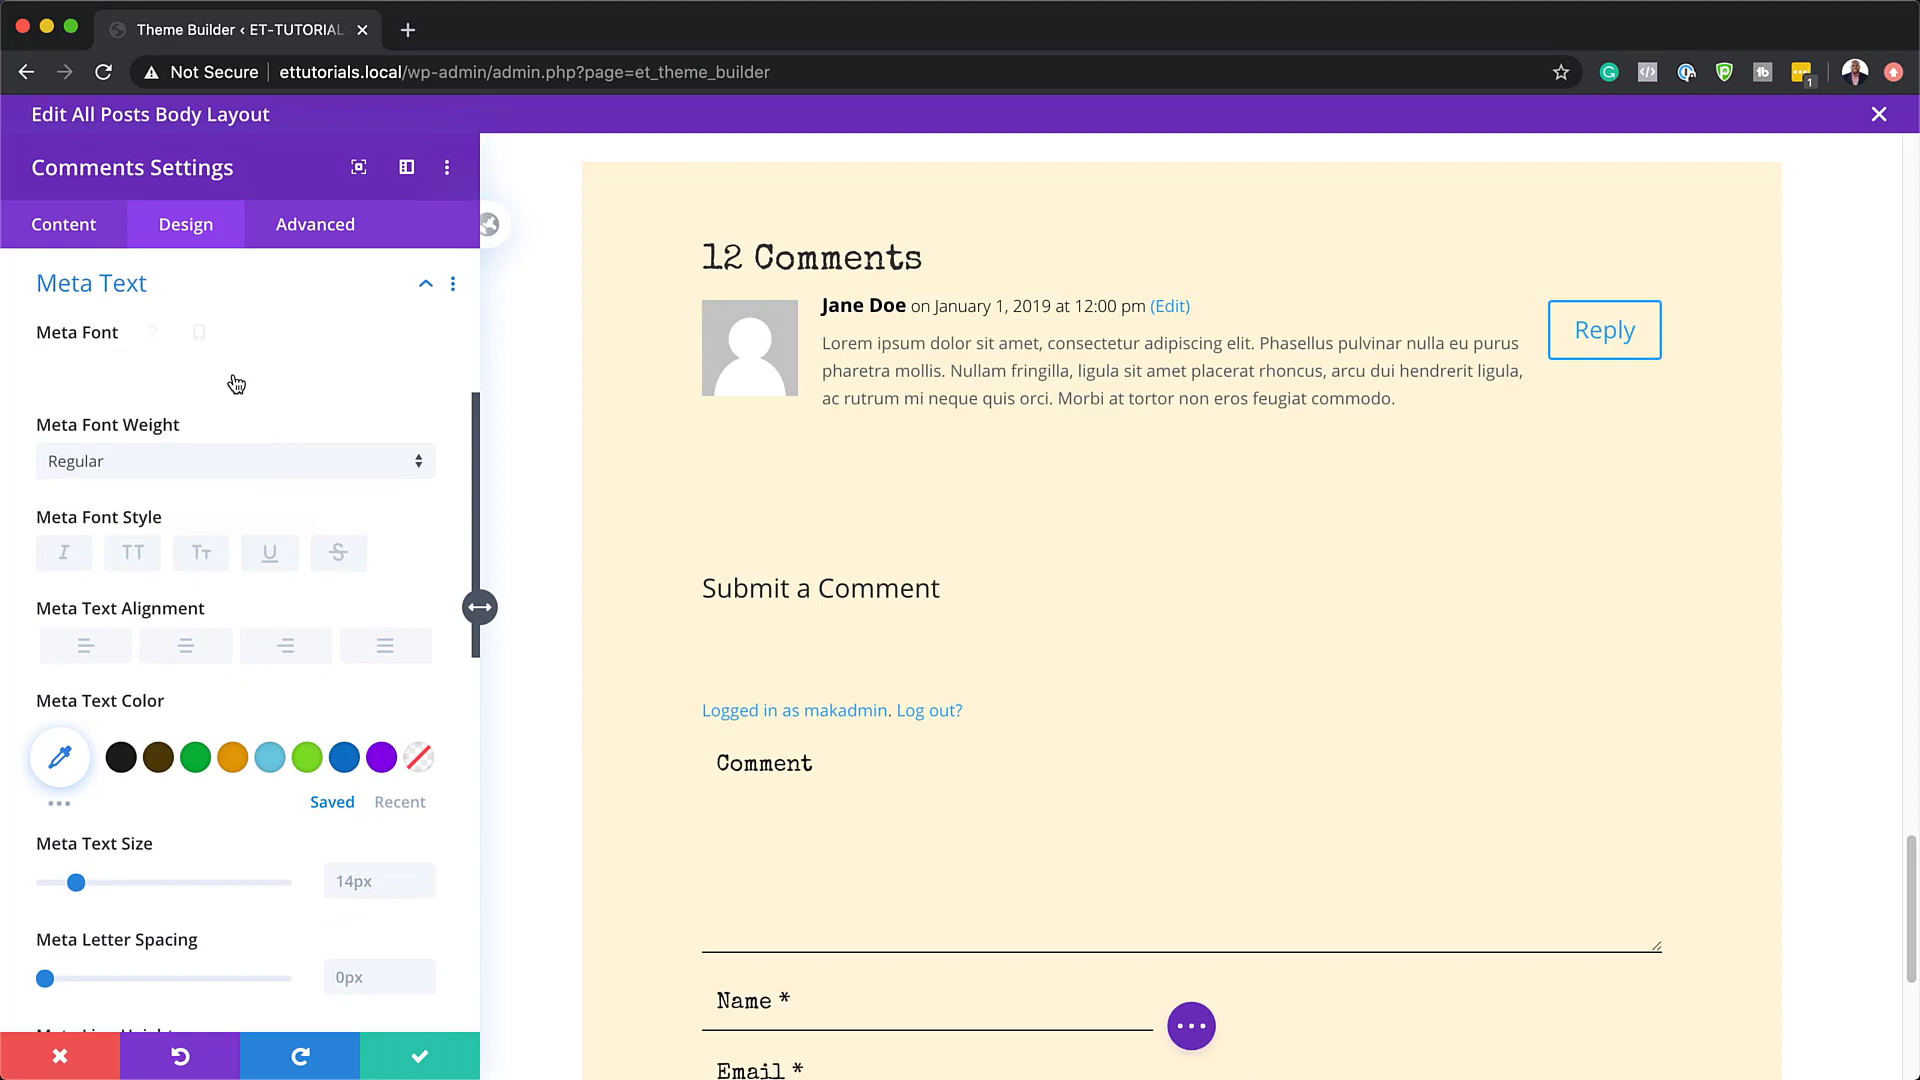 Theme Builder ‹ ET-TUTORIAL
Not Secure
ettutorials.local/wp-admin/admin.php?page=et_theme_builder
1
Edit All Posts Body Layout
Comments Settings
Content
Design
Advanced
Meta Text
Meta Font
?
Meta Font Weight
Regular
Meta Font Style
I
TT
Tт
U
S
Meta Text Alignment
Meta Text Color
Saved
Recent
Meta Text Size
14px
Meta Letter Spacing
0px
12 Comments
Jane Doe on January 1, 2019 at 12:00 pm (Edit)
Reply
Lorem ipsum dolor sit amet, consectetur adipiscing elit. Phasellus pulvinar nulla eu purus
pharetra mollis. Nullam fringilla, ligula sit amet placerat rhoncus, arcu dui hendrerit ligula,
ac rutrum mi neque quis orci. Morbi at tortor non eros feugiat commodo.
Submit a Comment
Logged in as makadmin. Log out?
Comment
Name *
Email *